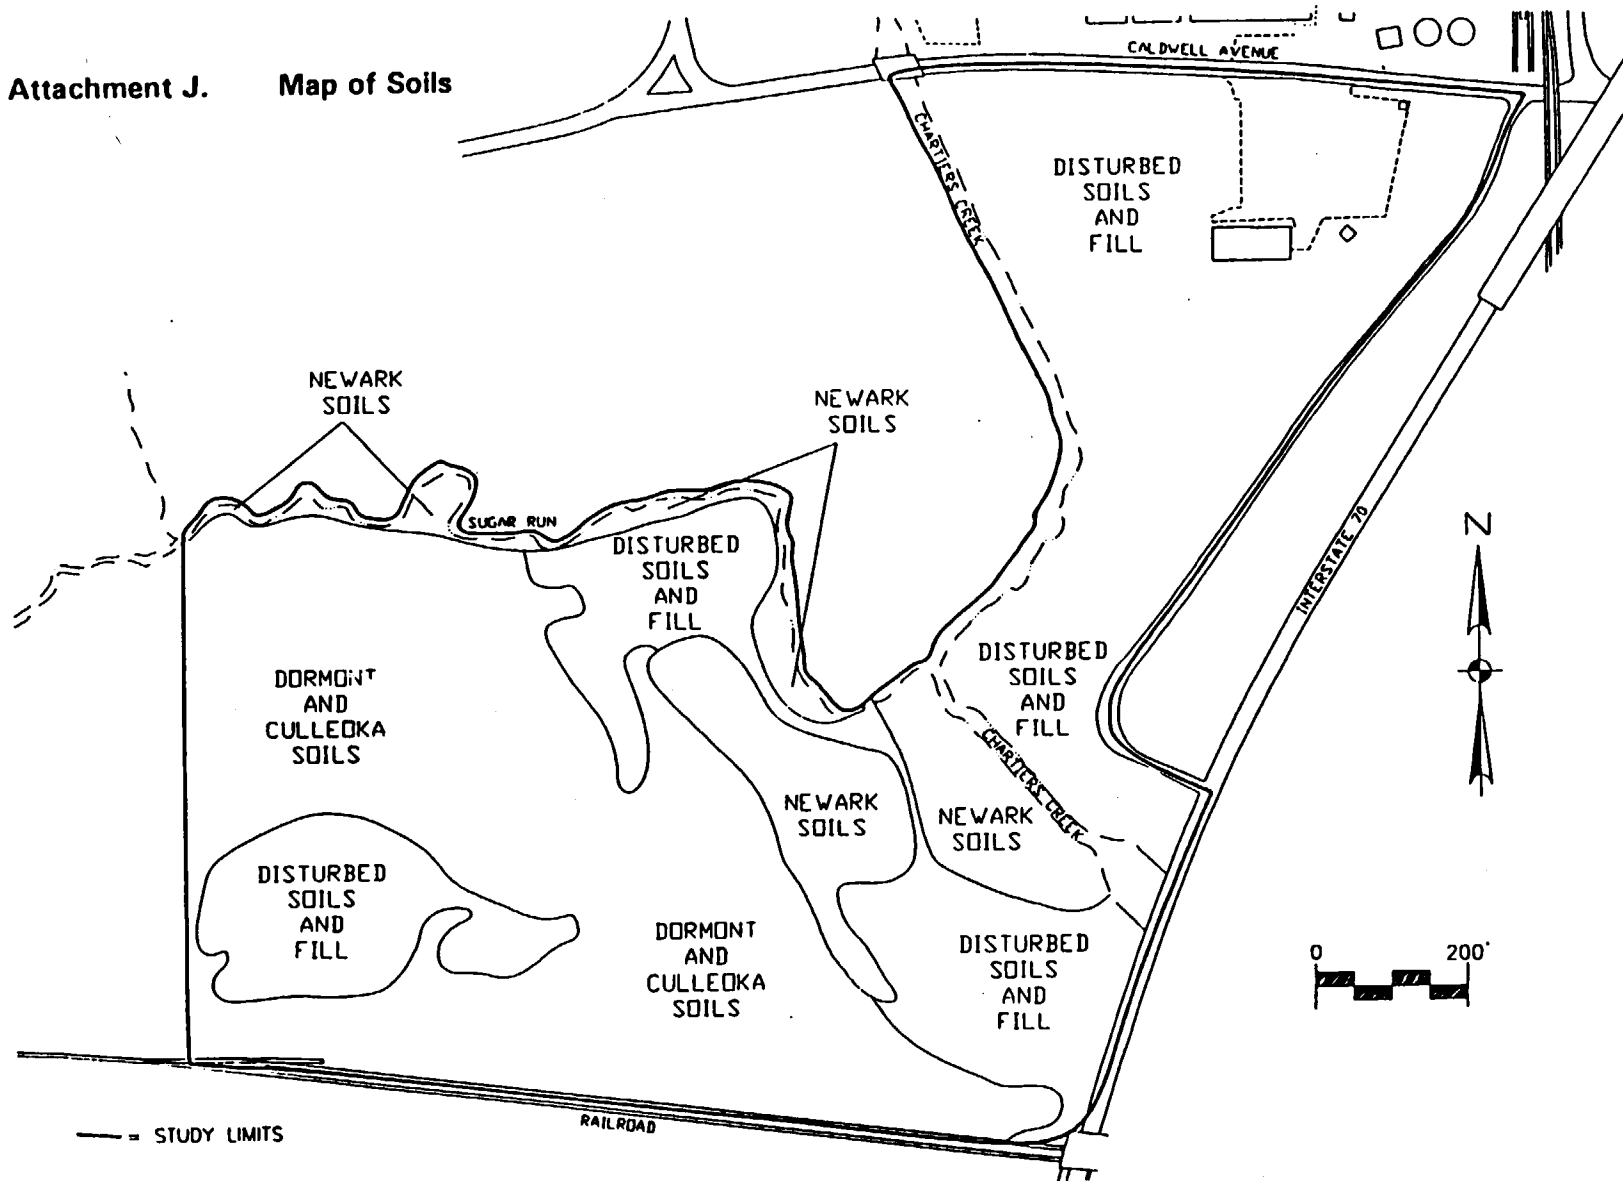 Attachment J. Map of Soils
CALDWELL AVENUE
CHARTIERS CREEK
DISTURBED
SOILS
AND
FILL
NEWARK
SOILS
NEWARK
SOILS
SUGAR RUN
DISTURBED
SOILS
AND
FILL
INTERSTATE 70
N
DISTURBED
SOILS
AND
FILL
DORMONT
AND
CULLEOKA
SOILS
CHARTIERS CREEK
NEWARK
SOILS
NEWARK
SOILS
DISTURBED
SOILS
AND
FILL
DORMONT
AND
CULLEOKA
SOILS
DISTURBED
SOILS
AND
FILL
0 200'
RAILROAD
= STUDY LIMITS